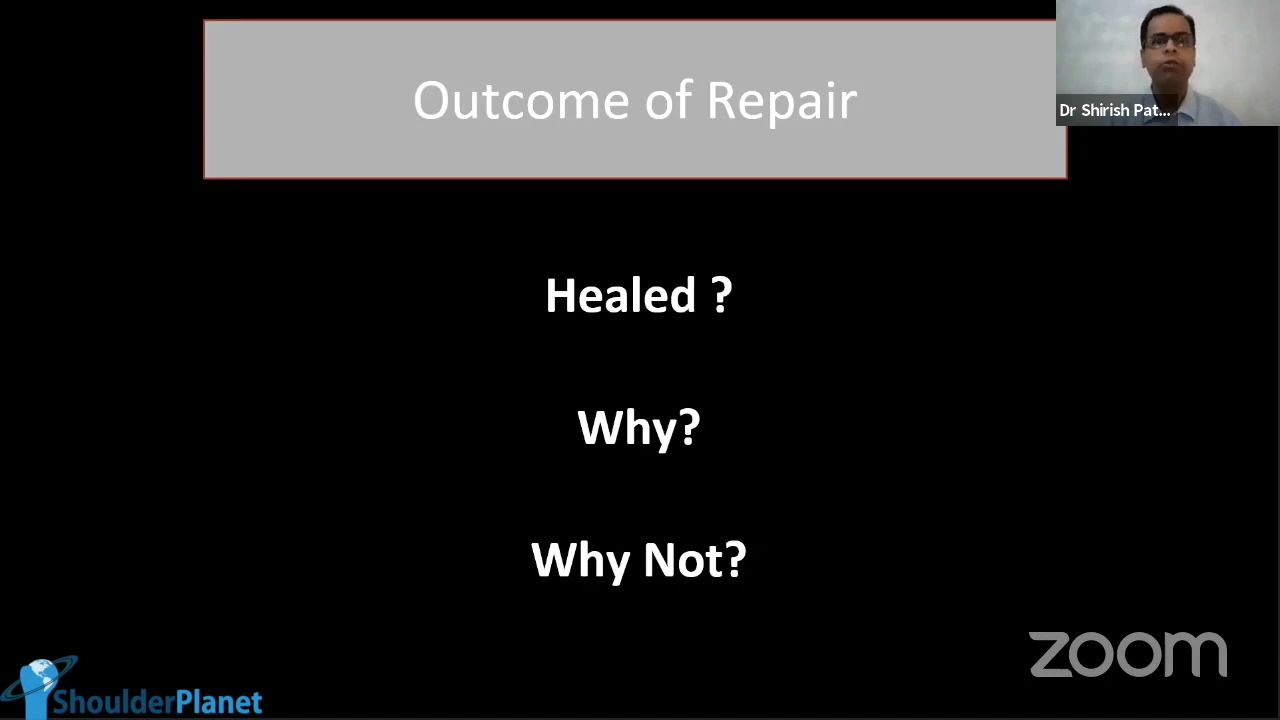 Outcome of Repair
Dr Shirish Pat...
Healed ?
Why?
Why Not?
zoom
ShoulderPlanet